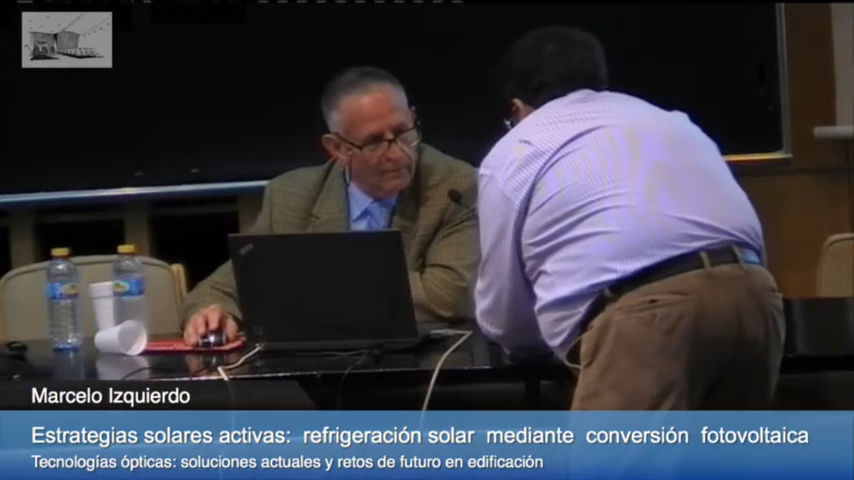 Marcelo Izquierdo
Estrategias solares activas: refrigeración solar mediante conversión fotovoltaica
Tecnologías ópticas: soluciones actuales y retos de futuro en edificación